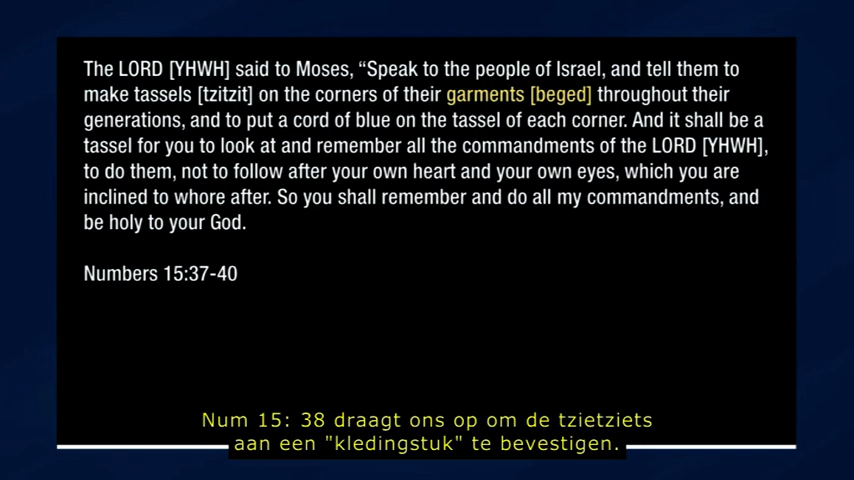 The LORD [YHWH] said to Moses, “Speak to the people of Israel, and tell them to
make tassels [tzitzit] on the corners of their garments [beged] throughout their
generations, and to put a cord of blue on the tassel of each corner. And it shall be a
tassel for you to look at and remember all the commandments of the LORD [YHWH],
to do them, not to follow after your own heart and your own eyes, which you are
inclined to whore after. So you shall remember and do all my commandments, and
be holy to your God.
Numbers 15:37-40
Num 15: 38 draagt ons op om de tzietziets
aan een "kledingstuk" te bevestigen.